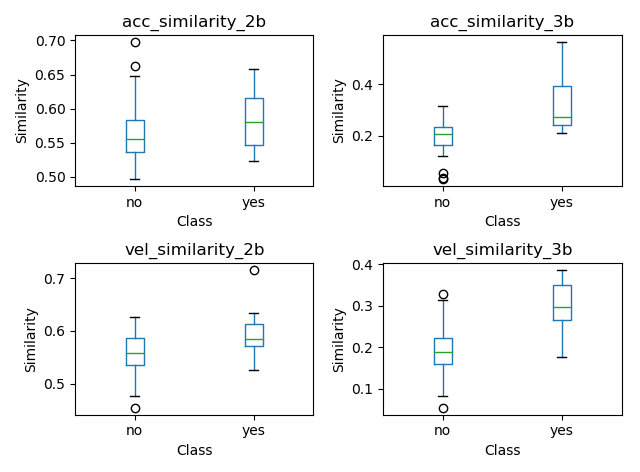 acc_similarity_2b
Similarity
0.70
0.65
0.60
0.55
0.50
no
yes
Class
acc_similarity_3b
Similarity
0.4
0.2
no
yes
Class
vel_similarity_2b
Similarity
0.7
0.6
0.5
no
yes
Class
vel_similarity_3b
Similarity
0.4
0.3
0.2
0.1
no
yes
Class